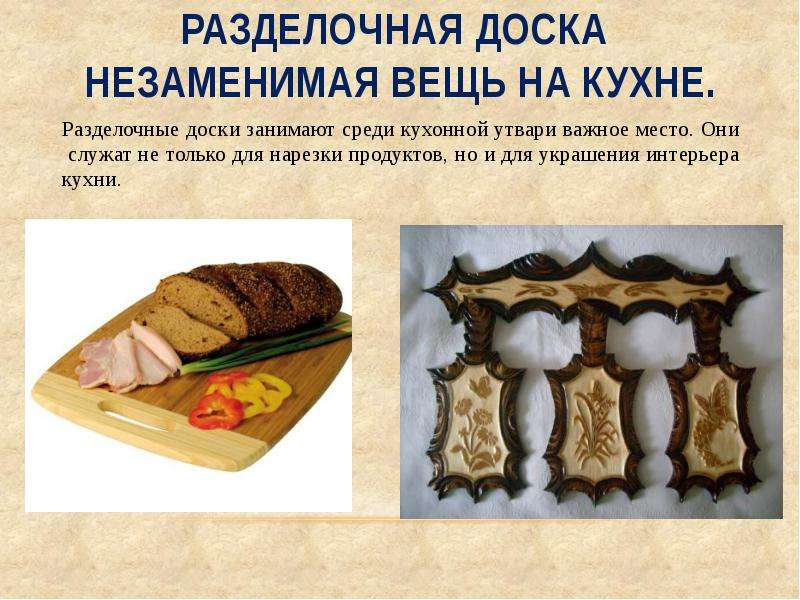 РАЗДЕЛОЧНАЯ ДОСКА
НЕЗАМЕНИМАЯ ВЕЩЬ НА КУХНЕ.
Разделочные доски занимают среди кухонной утвари важное место. Они
служат не только для нарезки продуктов, но и для украшения интерьера
кухни.